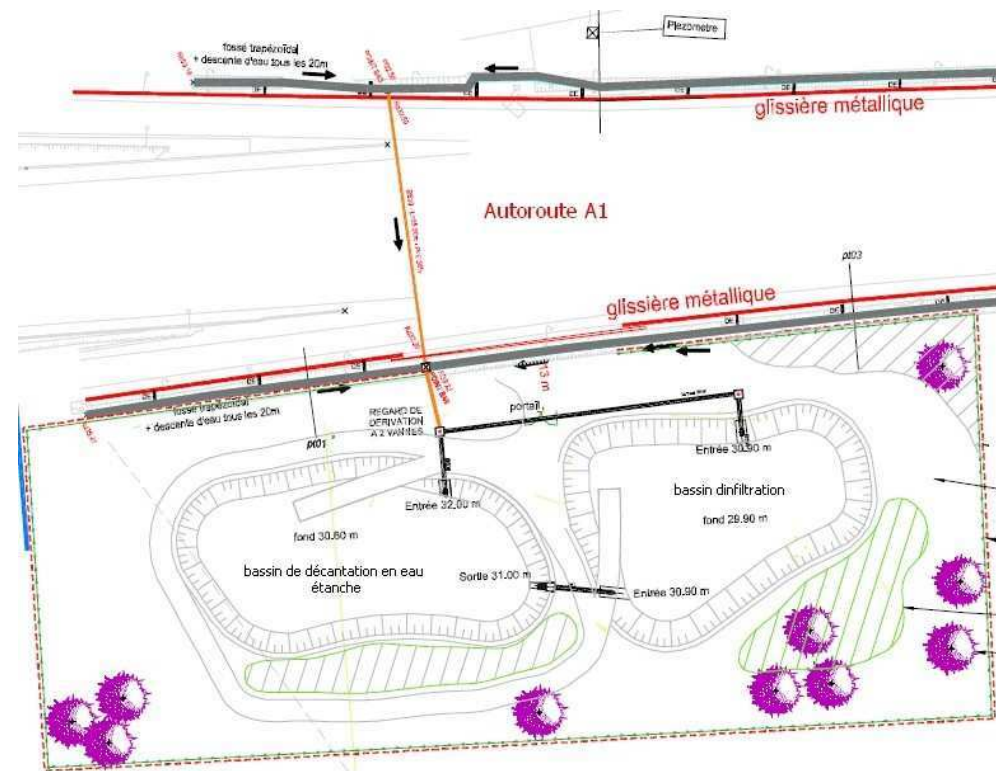 fossé trapézoïdal
+ descente d'eau tous les 20m
Piezometre
glissière métallique
Autoroute A1
pt03
glissière métallique
13 m
fossé trapézoïdal
+ descente d'eau tous les 20m
pt01
REGARD DE
DERIVATION
A 2 VANNES
portail
Entrée 30.90 m
bassin dinfiltration
fond 29.90 m
Entrée 32.00 m
fond 30.60 m
bassin de décantation en eau
étanche
Sortie 31.00 m
Entrée 30.90 m